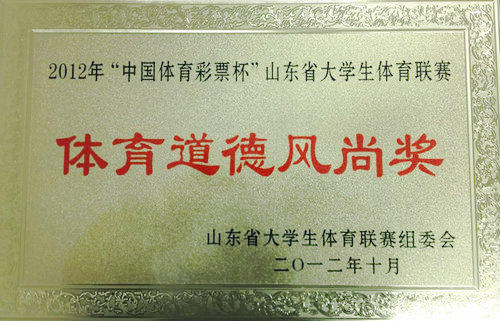 2012年“中国体育彩票杯”山东省大学生体育联赛
体育道德风尚奖
山东省大学生体育联赛组委会
二〇一二年十月